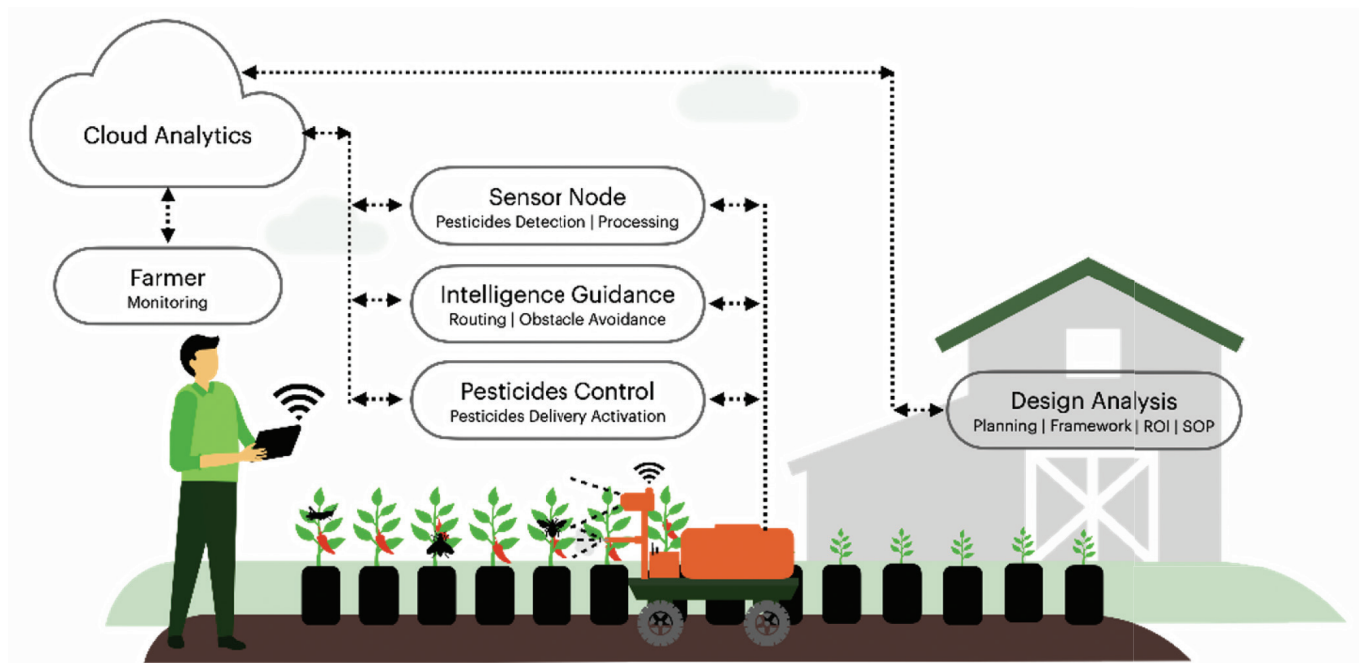 Cloud Analytics
Farmer
Monitoring
Sensor Node
Pesticides Detection | Processing
Intelligence Guidance
Routing | Obstacle Avoidance
Pesticides Control
Pesticides Delivery Activation
Design Analysis
Planning | Framework | ROI | SOP